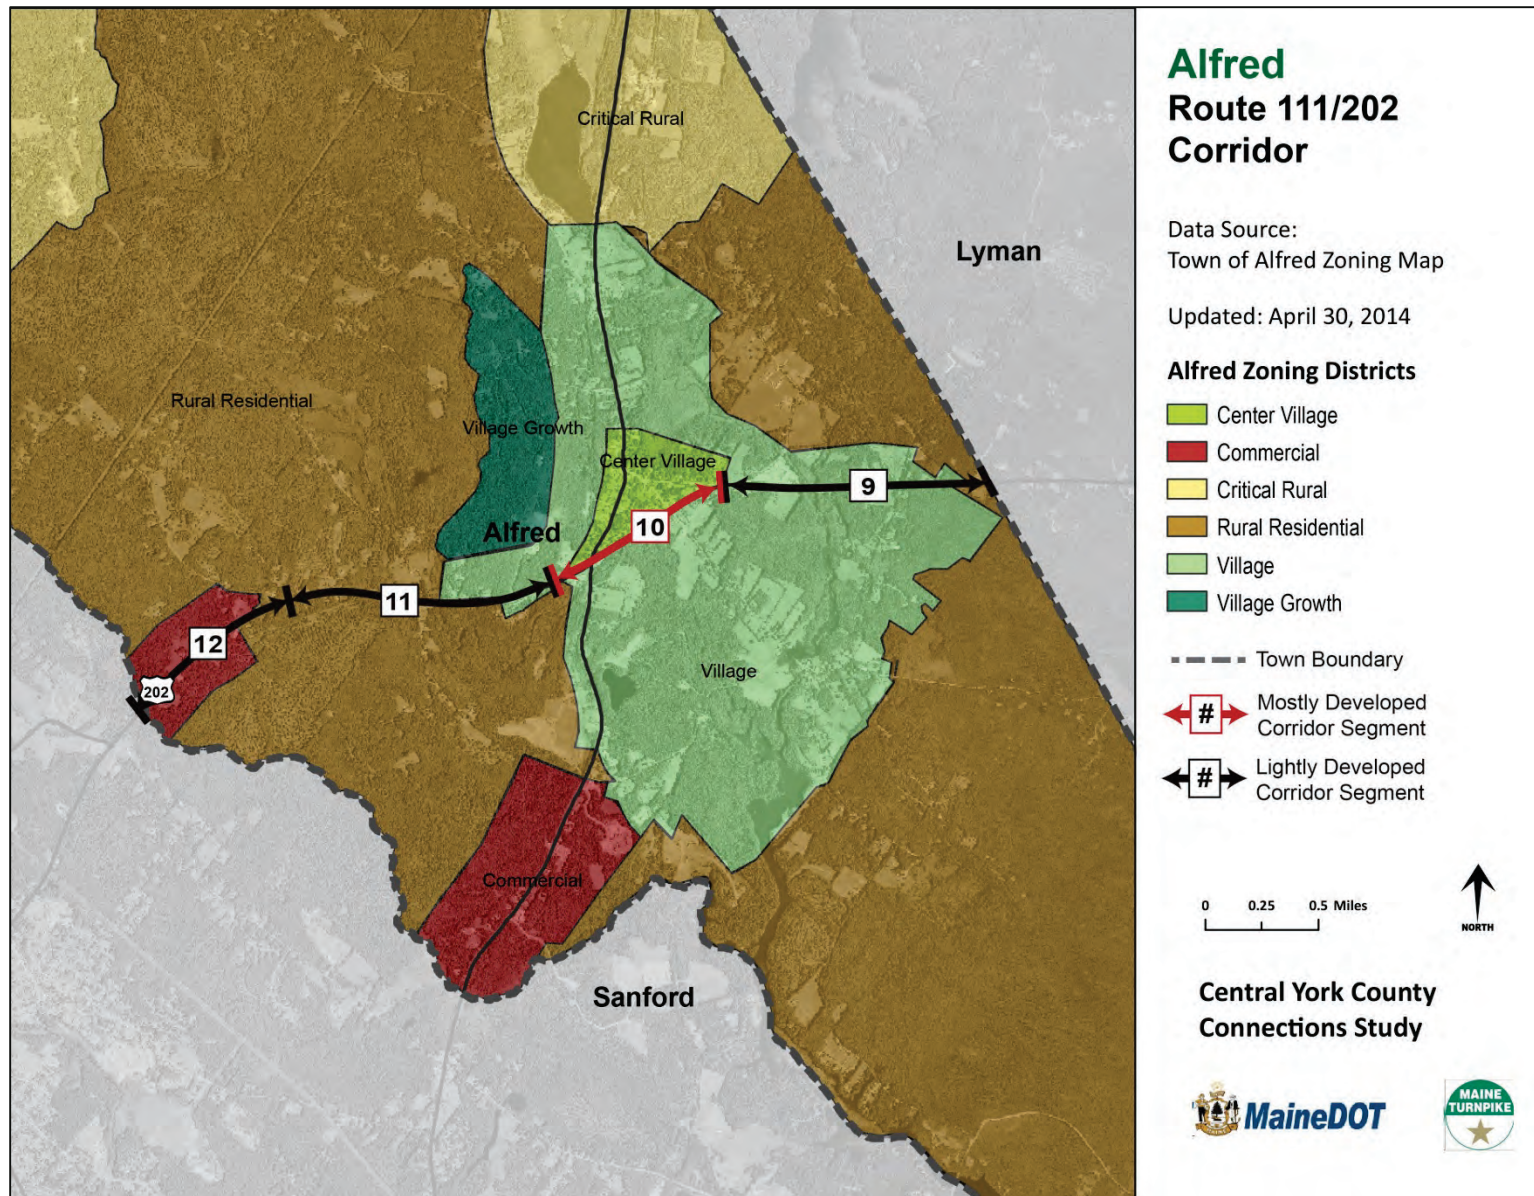 Critical Rural
Lyman
Rural Residential
Village Growth
Center Village
9
10
Alfred
11
12
202
Village
Commercial
Sanford
Alfred
Route 111/202
Corridor
Data Source:
Town of Alfred Zoning Map
Updated: April 30, 2014
Alfred Zoning Districts
Center Village
Commercial
Critical Rural
Rural Residential
Village
Village Growth
Town Boundary
# Mostly Developed
Corridor Segment
# Lightly Developed
Corridor Segment
0 0.25 0.5 Miles
NORTH
Central York County
Connections Study
MaineDOT
MAINE
TURNPIKE